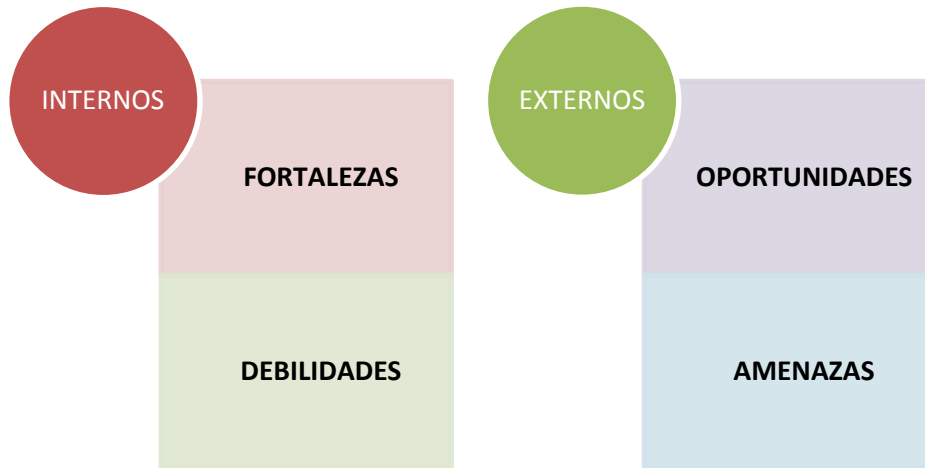 INTERNOS
FORTALEZAS
DEBILIDADES
EXTERNOS
OPORTUNIDADES
AMENAZAS